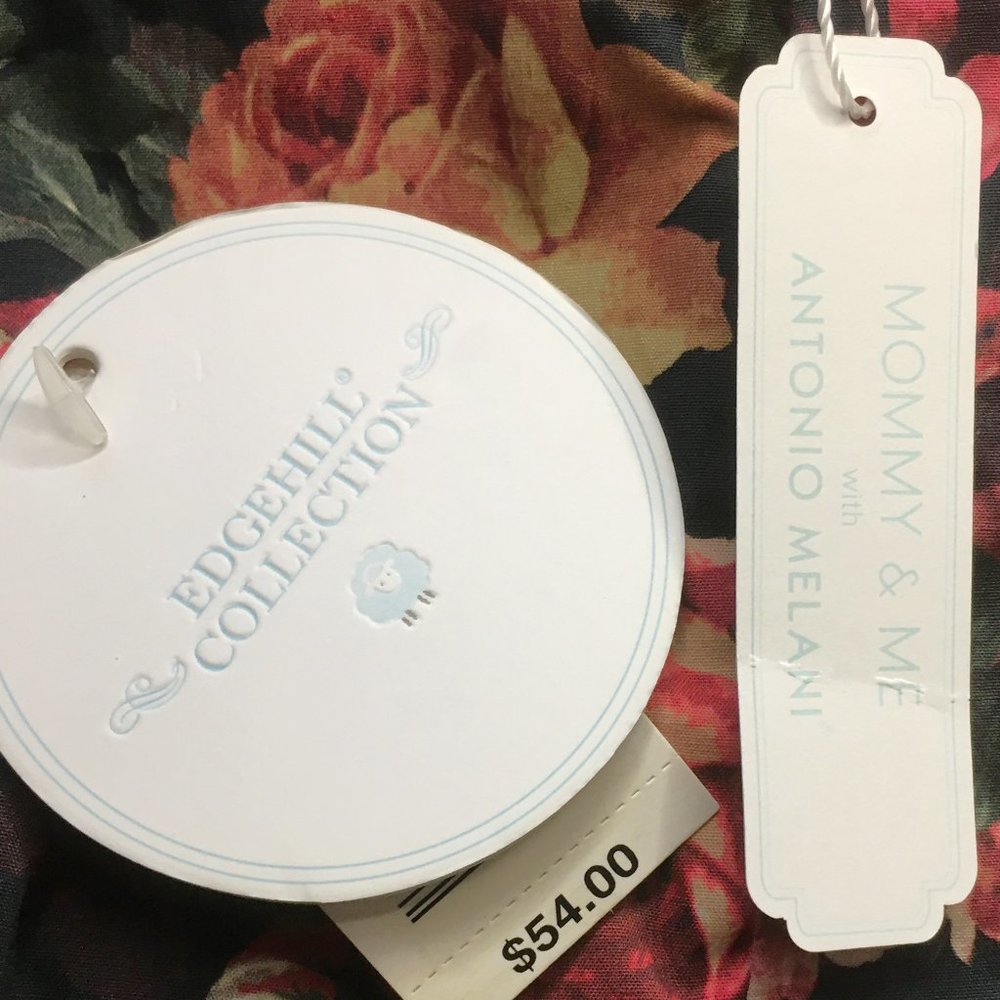 EDGEHILL®
COLLECTION
$54.00
MOMMY & ME
with
ANTONIO MELANI